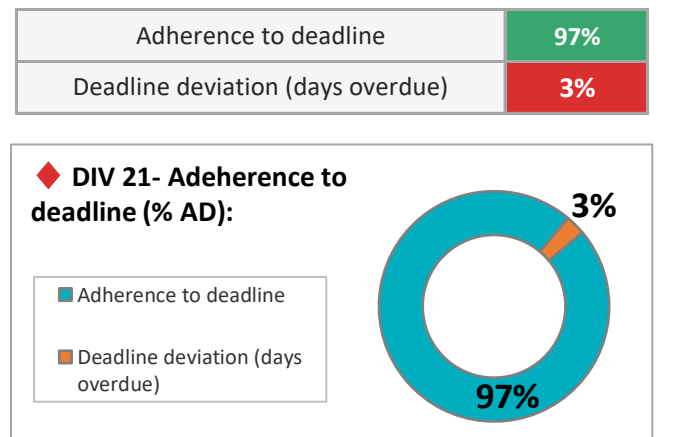 Adherence to deadline 97%
Deadline deviation (days overdue) 3%
DIV 21- Adeherence to
deadline (% AD):
3%
Adherence to deadline
Deadline deviation (days
overdue)
97%